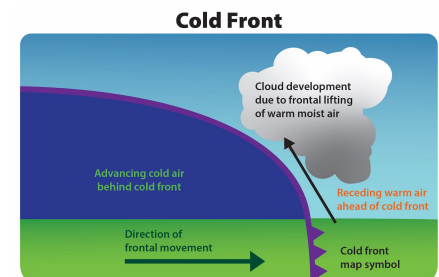 Cold Front
Cloud development
due to frontal lifting
of warm moist air
Advancing cold air
behind cold front
Receding warm air
ahead of cold front
Direction of
frontal movement
Cold front
map symbol